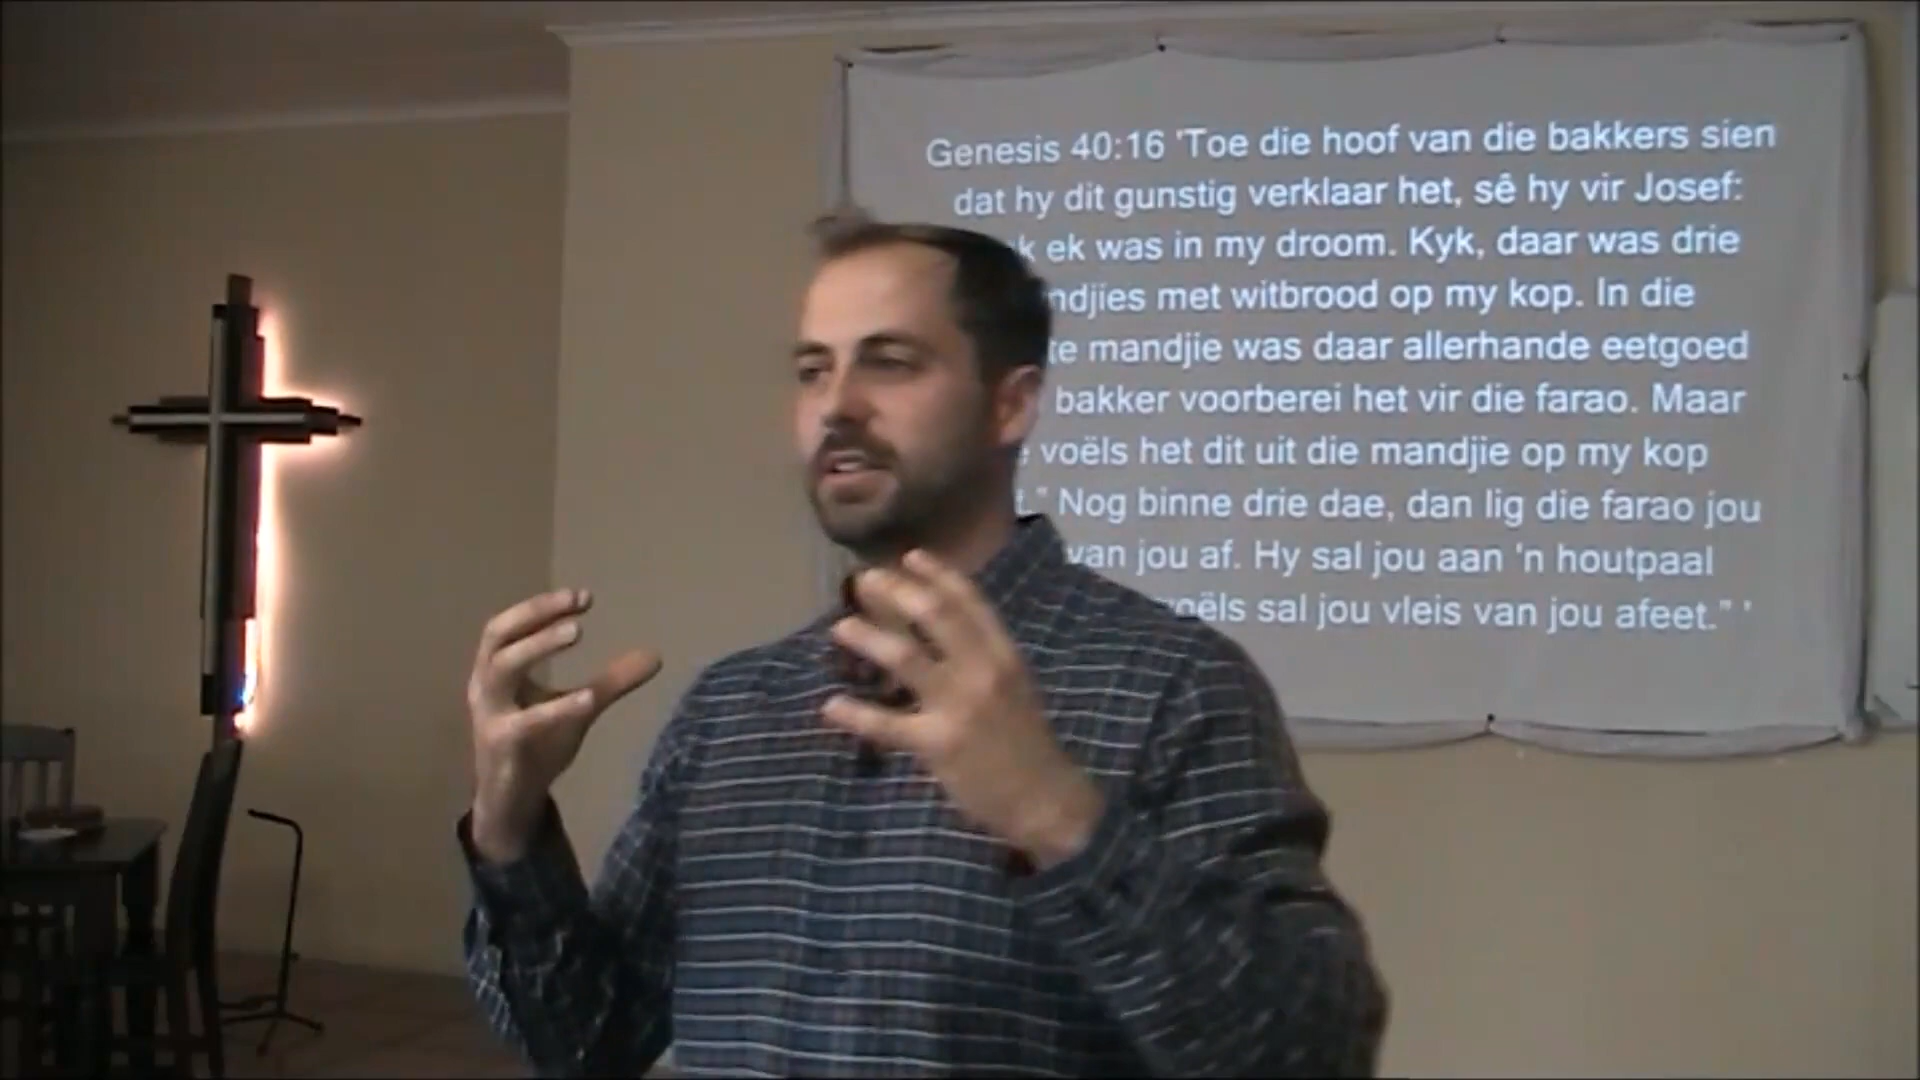 Genesis 40:16 'Toe die hoof van die bakkers sien
dat hy dit gunstig verklaar het, sê hy vir Josef:
ek was in my droom. Kyk, daar was drie
met witbrood op my kop. In die
mandjie was daar allerhande eetgoed
bakker voorberei het vir die farao. Maar
voëls het dit uit die mandjie op my kop
Nog binne drie dae, dan lig die farao jou
van jou af. Hy sal jou aan 'n houtpaal
sal jou vleis van jou afeet." '